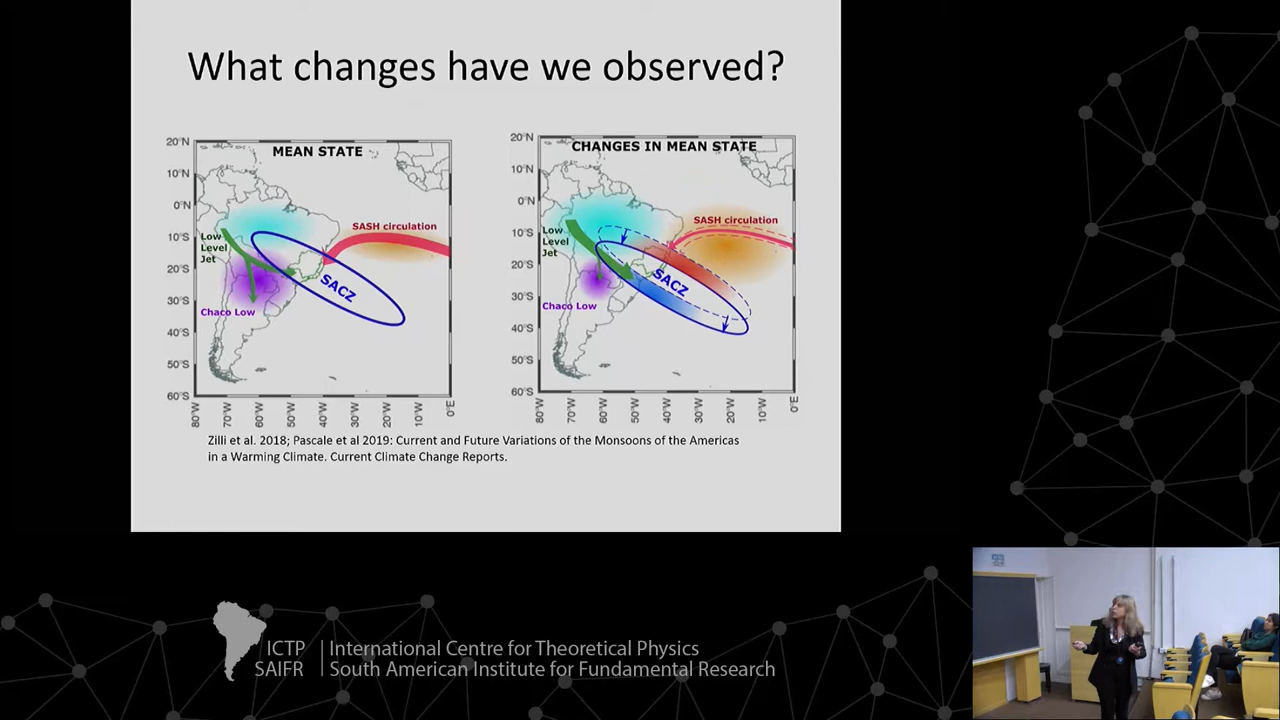 What changes have we observed?
MEAN STATE
20°N
10°N
0°N
10°S
20°S
30°S
40°S
50°S
60°S
80°W
70°W
60°W
50°W
40°W
30°W
20°W
10°W
0°E
SASH circulation
Low
Level
Jet
SACZ
Chaco Low
CHANGES IN MEAN STATE
20°N
10°N
0°N
10°S
20°S
30°S
40°S
50°S
60°S
80°W
70°W
60°W
50°W
40°W
30°W
20°W
10°W
0°E
SASH circulation
Low
Level
Jet
SACZ
Chaco Low
Zilli et al. 2018; Pascale et al 2019: Current and Future Variations of the Monsoons of the Americas
in a Warming Climate. Current Climate Change Reports.
ICTP
SAIFR
International Centre for Theoretical Physics
South American Institute for Fundamental Research